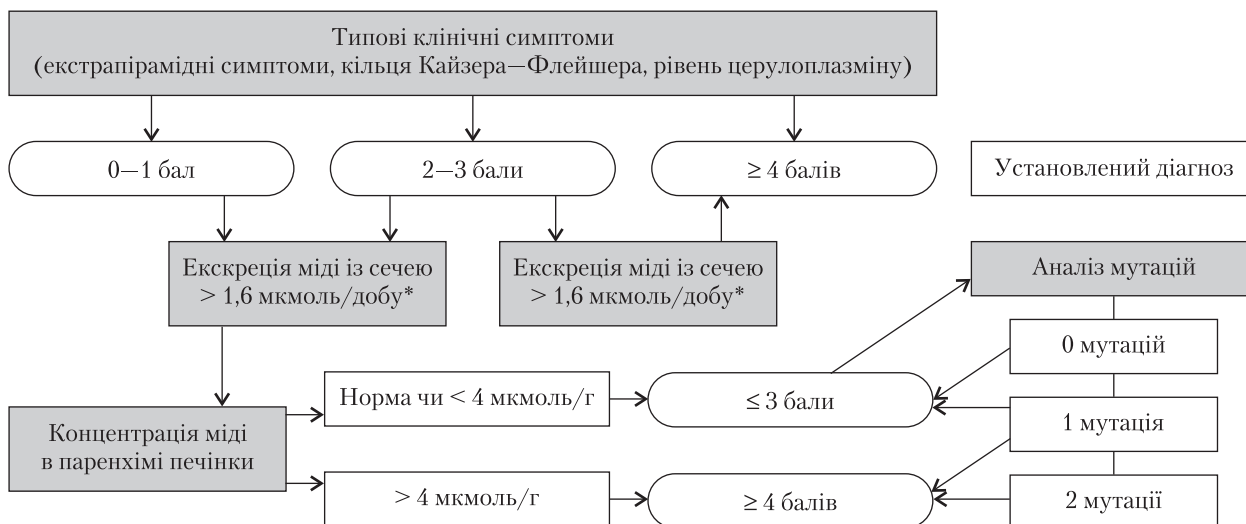 Типові клінічні симптоми
(екстрапірамідні симптоми, кільця Кайзера—Флейшера, рівень церулоплазміну)
0—1 бал
2—3 бали
≥ 4 балів
Установлений діагноз
Екскреція міді із сечею
> 1,6 мкмоль/добу*
Екскреція міді із сечею
> 1,6 мкмоль/добу*
Аналіз мутацій
0 мутацій
Норма чи < 4 мкмоль/г
≤ 3 бали
1 мутація
Концентрація міді
в паренхімі печінки
> 4 мкмоль/г
≥ 4 балів
2 мутації